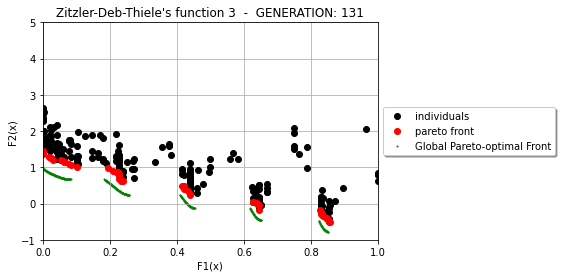 Zitzler-Deb-Thiele's function 3 - GENERATION: 131
5
4
3
2
1
0
−1
F2(x)
0.0 0.2 0.4 0.6 0.8 1.0
F1(x)
individuals
pareto front
Global Pareto-optimal Front